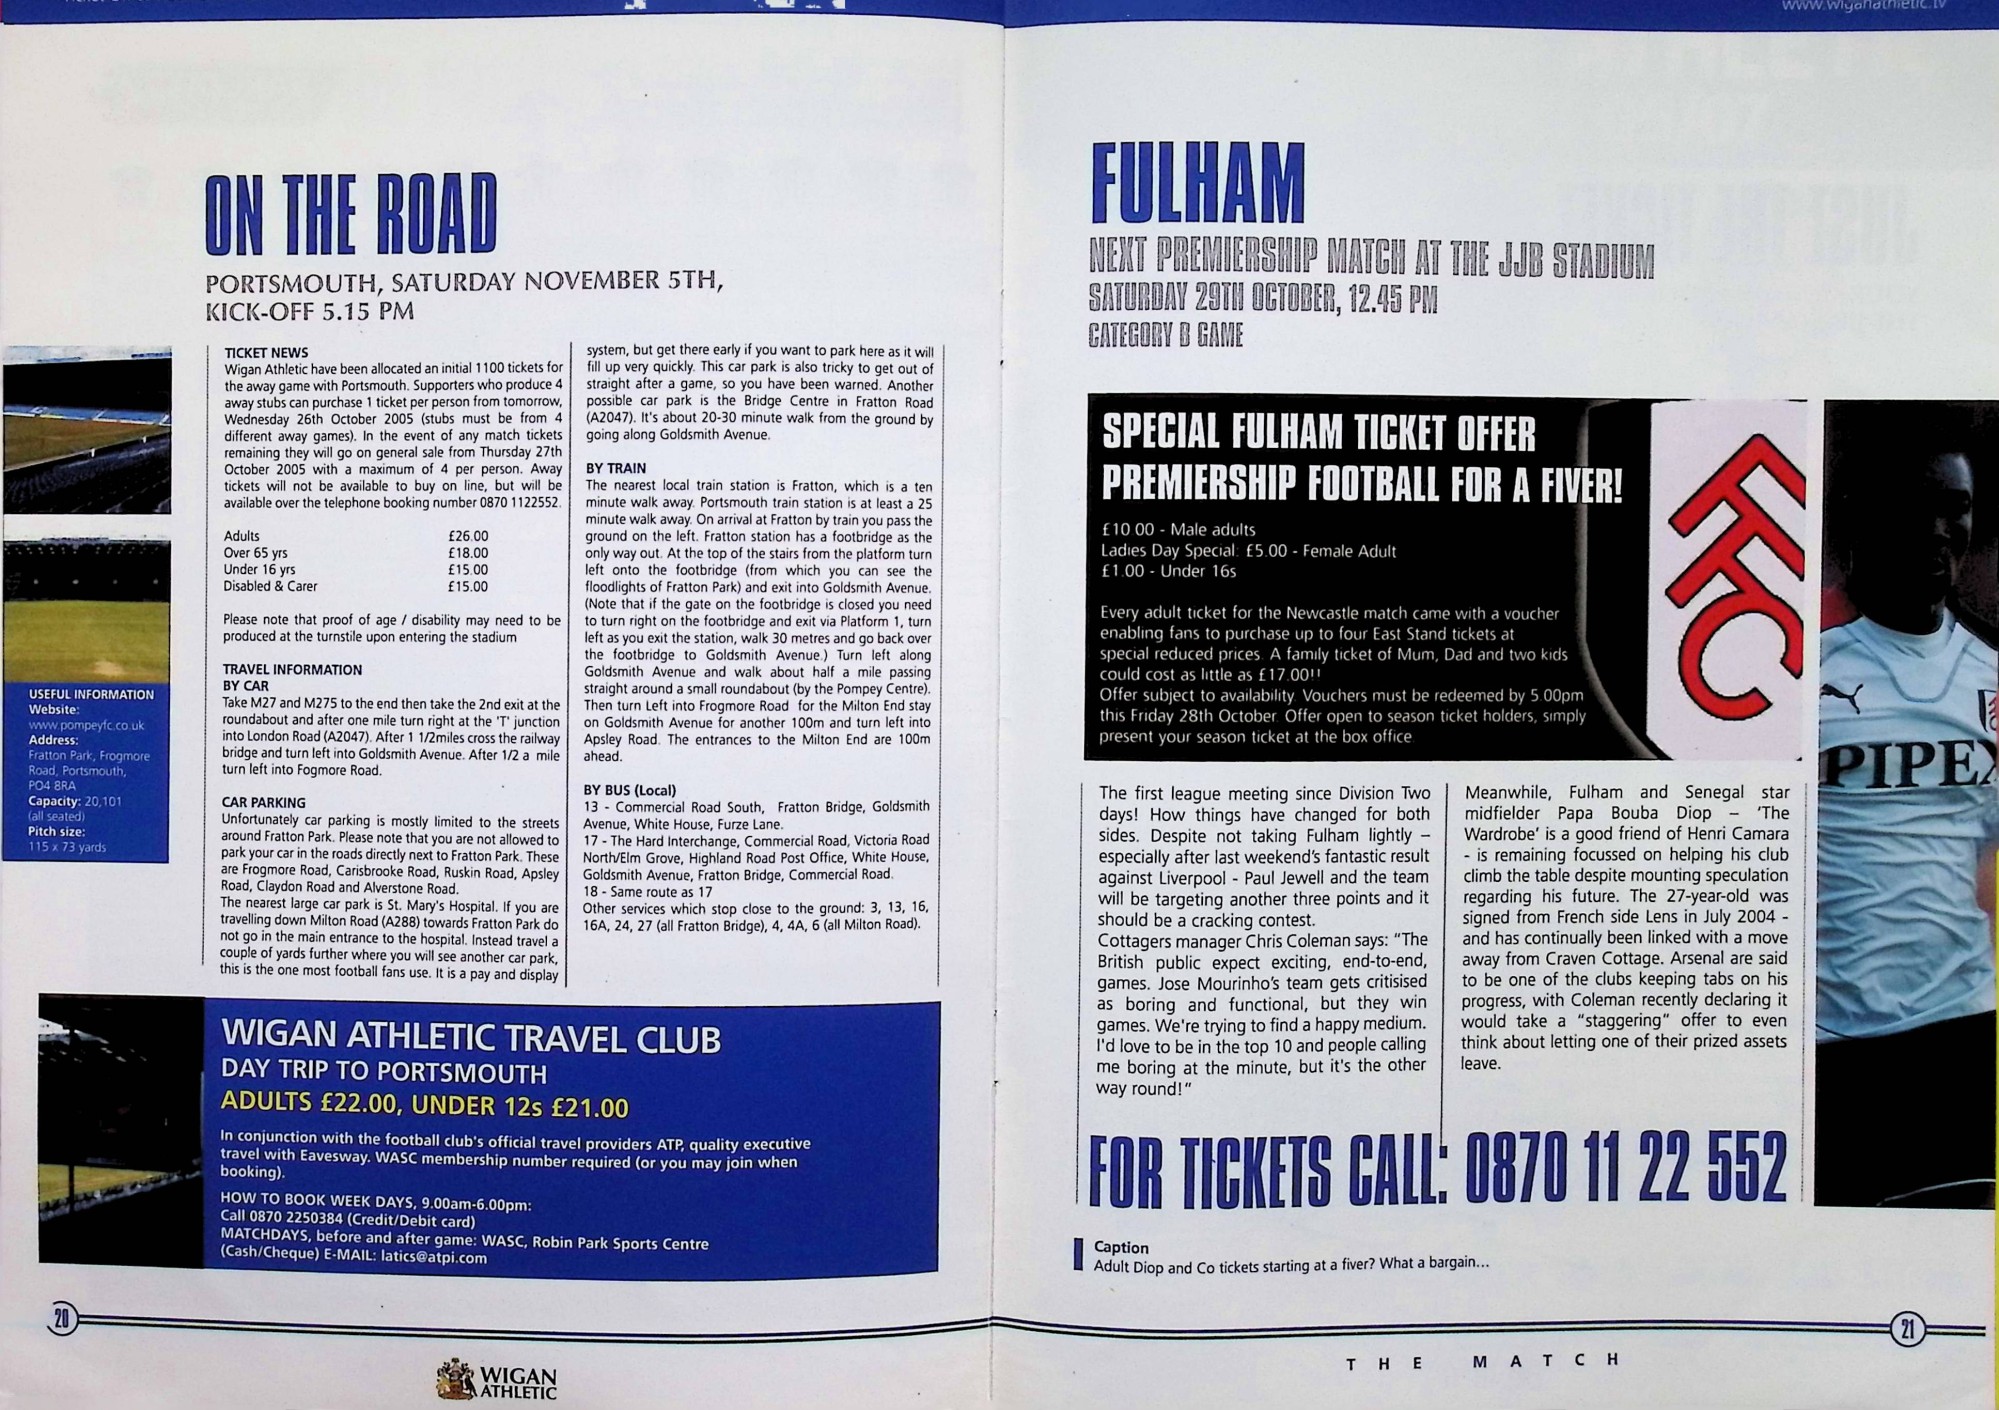 www.wiganathletic.tv
ON THE ROAD
PORTSMOUTH, SATURDAY NOVEMBER 5TH,
KICK-OFF 5.15 PM
TICKET NEWS
Wigan Athletic have been allocated an initial 1100 tickets for
the away game with Portsmouth. Supporters who produce 4
away stubs can purchase 1 ticket per person from tomorrow,
Wednesday 26th October 2005 (stubs must be from 4
different away games). In the event of any match tickets
remaining they will go on general sale from Thursday 27th
October 2005 with a maximum of 4 per person. Away
tickets will not be available to buy on line, but will be
available over the telephone booking number 0870 1122552.
Adults £26.00
Over 65 yrs £18.00
Under 16 yrs £15.00
Disabled & Carer £15.00
Please note that proof of age / disability may need to be
produced at the turnstile upon entering the stadium
TRAVEL INFORMATION
BY CAR
Take M27 and M275 to the end then take the 2nd exit at the
roundabout and after one mile turn right at the 'T' junction
into London Road (A2047). After 1 1/2miles cross the railway
bridge and turn left into Goldsmith Avenue. After 1/2 a mile
turn left into Fogmore Road.
CAR PARKING
Unfortunately car parking is mostly limited to the streets
around Fratton Park. Please note that you are not allowed to
park your car in the roads directly next to Fratton Park. These
are Frogmore Road, Carisbrooke Road, Ruskin Road, Apsley
Road, Claydon Road and Alverstone Road.
The nearest large car park is St. Mary's Hospital. If you are
travelling down Milton Road (A288) towards Fratton Park do
not go in the main entrance to the hospital. Instead travel a
couple of yards further where you will see another car park,
this is the one most football fans use. It is a pay and display
system, but get there early if you want to park here as it will
fill up very quickly. This car park is also tricky to get out of
straight after a game, so you have been warned. Another
possible car park is the Bridge Centre in Fratton Road
(A2047). It's about 20-30 minute walk from the ground by
going along Goldsmith Avenue.
BY TRAIN
The nearest local train station is Fratton, which is a ten
minute walk away. Portsmouth train station is at least a 25
minute walk away. On arrival at Fratton by train you pass the
ground on the left. Fratton station has a footbridge as the
only way out. At the top of the stairs from the platform turn
left onto the footbridge (from which you can see the
floodlights of Fratton Park) and exit into Goldsmith Avenue.
(Note that if the gate on the footbridge is closed you need
to turn right on the footbridge and exit via Platform 1, turn
left as you exit the station, walk 30 metres and go back over
the footbridge to Goldsmith Avenue.) Turn left along
Goldsmith Avenue and walk about half a mile passing
straight around a small roundabout (by the Pompey Centre).
Then turn Left into Frogmore Road for the Milton End stay
on Goldsmith Avenue for another 100m and turn left into
Apsley Road. The entrances to the Milton End are 100m
ahead.
BY BUS (Local)
13 - Commercial Road South, Fratton Bridge, Goldsmith
Avenue, White House, Furze Lane.
17 - The Hard Interchange, Commercial Road, Victoria Road
North/Elm Grove, Highland Road Post Office, White House,
Goldsmith Avenue, Fratton Bridge, Commercial Road.
18 - Same route as 17
Other services which stop close to the ground: 3, 13, 16,
16A, 24, 27 (all Fratton Bridge), 4, 4A, 6 (all Milton Road).
USEFUL INFORMATION
Website:
www.pompeyfc.co.uk
Address:
Fratton Park, Frogmore
Road, Portsmouth,
PO4 8RA
Capacity: 20,101
(all seated)
Pitch size:
115 x 73 yards
WIGAN ATHLETIC TRAVEL CLUB
DAY TRIP TO PORTSMOUTH
ADULTS £22.00, UNDER 12s £21.00
In conjunction with the football club's official travel providers ATP, quality executive
travel with Eavesway. WASC membership number required (or you may join when
booking).
HOW TO BOOK WEEK DAYS, 9.00am-6.00pm:
Call 0870 2250384 (Credit/Debit card)
MATCHDAYS, before and after game: WASC, Robin Park Sports Centre
(Cash/Cheque) E-MAIL: latics@atpi.com
20
WIGAN
ATHLETIC
FULHAM
NEXT PREMIERSHIP MATCH AT THE JJB STADIUM
SATURDAY 29TH OCTOBER, 12.45 PM
CATEGORY B GAME
SPECIAL FULHAM TICKET OFFER
PREMIERSHIP FOOTBALL FOR A FIVER!
£10 00 - Male adults
Ladies Day Special: £5.00 - Female Adult
£1.00 - Under 16s
Every adult ticket for the Newcastle match came with a voucher
enabling fans to purchase up to four East Stand tickets at
special reduced prices. A family ticket of Mum, Dad and two kids
could cost as little as £17.00!!
Offer subject to availability. Vouchers must be redeemed by 5.00pm
this Friday 28th October. Offer open to season ticket holders, simply
present your season ticket at the box office
FFC
PIPEX
The first league meeting since Division Two
days! How things have changed for both
sides. Despite not taking Fulham lightly –
especially after last weekend's fantastic result
against Liverpool - Paul Jewell and the team
will be targeting another three points and it
should be a cracking contest.
Cottagers manager Chris Coleman says: "The
British public expect exciting, end-to-end,
games. Jose Mourinho's team gets critisised
as boring and functional, but they win
games. We're trying to find a happy medium.
I'd love to be in the top 10 and people calling
me boring at the minute, but it's the other
way round!"
Meanwhile, Fulham and Senegal star
midfielder Papa Bouba Diop – 'The
Wardrobe' is a good friend of Henri Camara
- is remaining focussed on helping his club
climb the table despite mounting speculation
regarding his future. The 27-year-old was
signed from French side Lens in July 2004 -
and has continually been linked with a move
away from Craven Cottage. Arsenal are said
to be one of the clubs keeping tabs on his
progress, with Coleman recently declaring it
would take a "staggering" offer to even
think about letting one of their prized assets
leave.
FOR TICKETS CALL: 0870 11 22 552
Caption
Adult Diop and Co tickets starting at a fiver? What a bargain...
21
THE MATCH